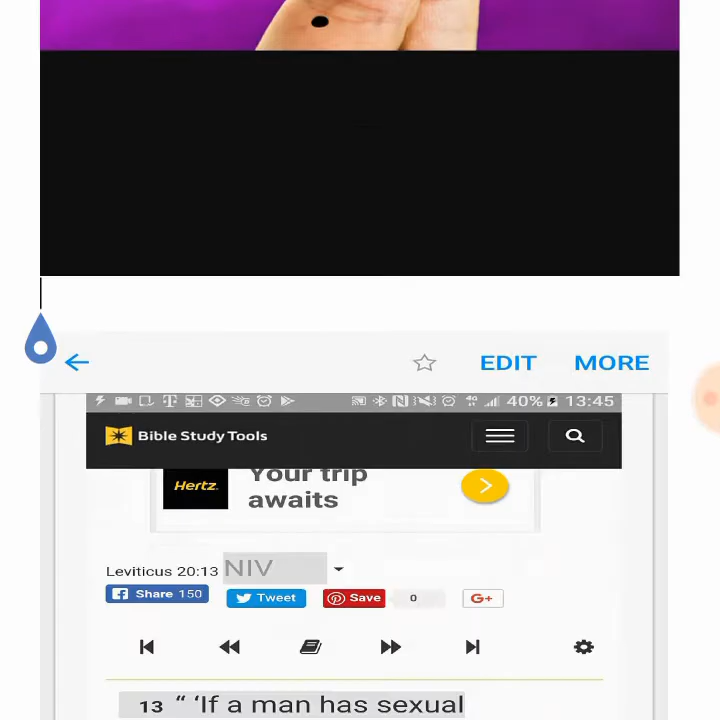 EDIT MORE
40% 13:45
Bible Study Tools
Hertz.
Your trip
awaits
Leviticus 20:13 NIV
Share 150 Tweet Save 0 G+
13 “ ‘If a man has sexual